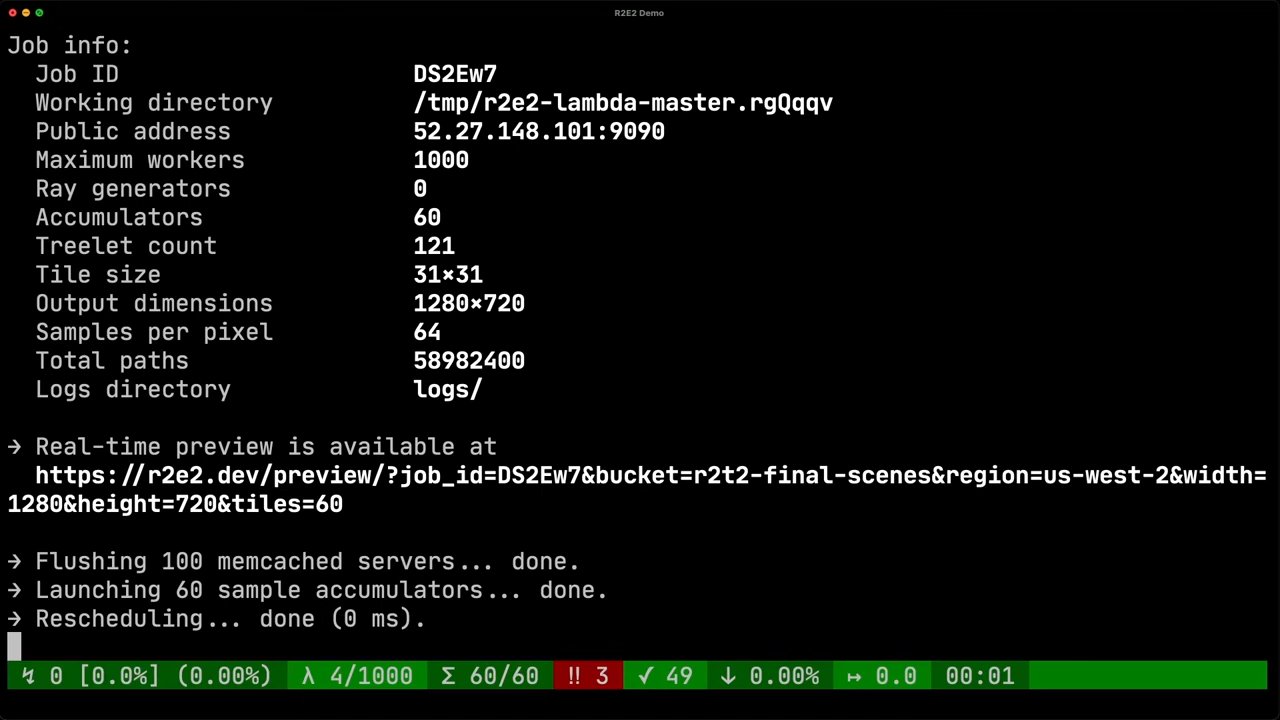 R2E2 Demo
Job info:
Job ID DS2Ew7
Working directory /tmp/r2e2-lambda-master.rgQqqv
Public address 52.27.148.101:9090
Maximum workers 1000
Ray generators 0
Accumulators 60
Treelet count 121
Tile size 31×31
Output dimensions 1280×720
Samples per pixel 64
Total paths 58982400
Logs directory logs/
→ Real-time preview is available at
https://r2e2.dev/preview/?job_id=DS2Ew7&bucket=r2t2-final-scenes&region=us-west-2&width=
1280&height=720&tiles=60
→ Flushing 100 memcached servers... done.
→ Launching 60 sample accumulators... done.
→ Rescheduling... done (0 ms).
↯ 0 [0.0%] (0.00%) λ 4/1000 Σ 60/60 ‼ 3 ✓ 49 ↓ 0.00% ↦ 0.0 00:01